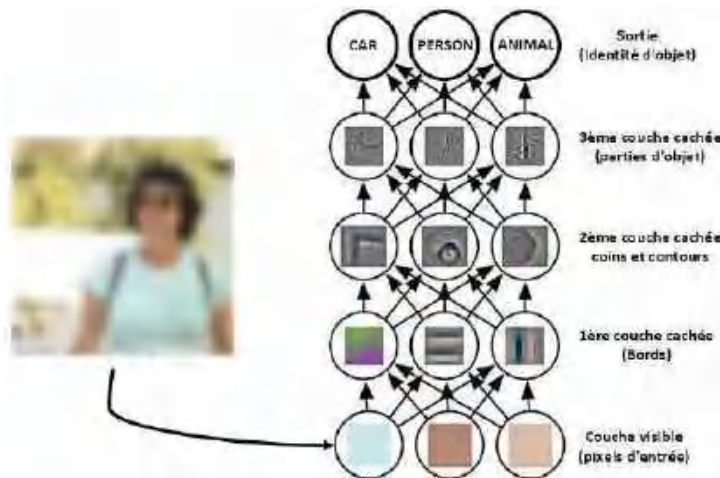 CAR PERSON ANIMAL
Sortie
(Identité d'objet)
3ème couche cachée
(parties d'objet)
2ème couche cachée
coins et contours
1ère couche cachée
(Bords)
Couche visible
(pixels d'entrée)